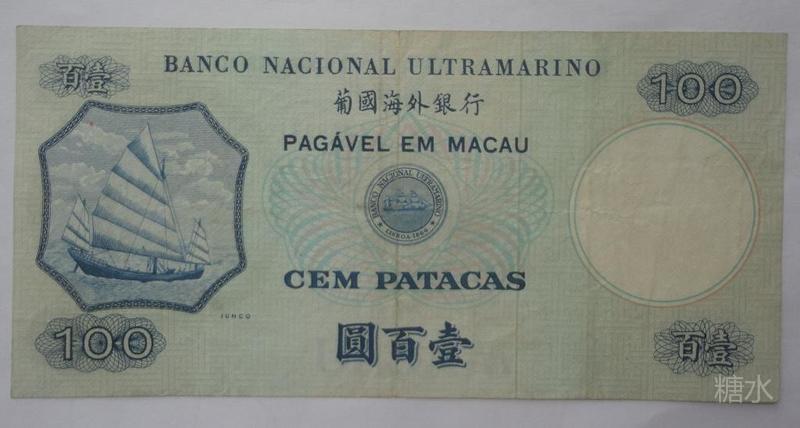 百壹
BANCO NACIONAL ULTRAMARINO
100
葡國海外銀行
PAGÁVEL EM MACAU
BANCO NACIONAL ULTRAMARINO
LISBOA-1864
CEM PATACAS
JUNCO
100
圓百壹
百壹
糖水